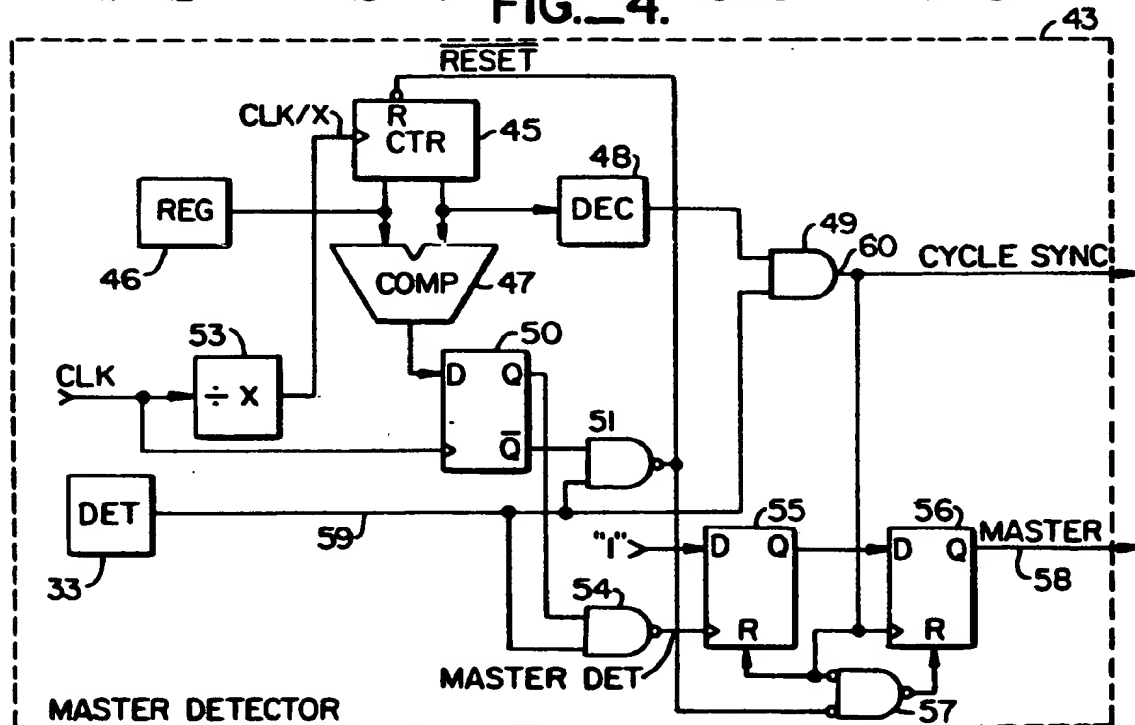 FIG._4.
43
RESET
CLK/X
R
CTR
45
48
REG
DEC
49
46
COMP
47
60
CYCLE SYNC
53
50
CLK
÷ X
D Q
51
Q
DET
59
55
56
"1"
D Q
D Q
MASTER
58
33
54
R
R
MASTER DET
57
MASTER DETECTOR